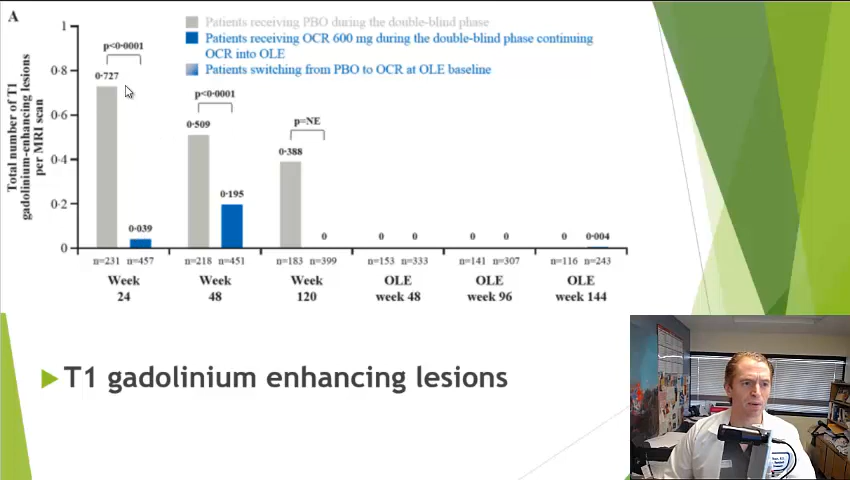 A
Patients receiving PBO during the double-blind phase
Patients receiving OCR 600 mg during the double-blind phase continuing
OCR into OLE
Patients switching from PBO to OCR at OLE baseline
Total number of T1
gadolinium-enhancing lesions
per MRI scan
1
0·8
0·6
0·4
0·2
0
p<0·0001
0·727
0·039
p<0·0001
0·509
0·195
p=NE
0·388
0
0 0
0 0
0 0·004
n=231 n=457 n=218 n=451 n=183 n=399 n=153 n=333 n=141 n=307 n=116 n=243
Week Week Week OLE OLE OLE
24 48 120 week 48 week 96 week 144
T1 gadolinium enhancing lesions